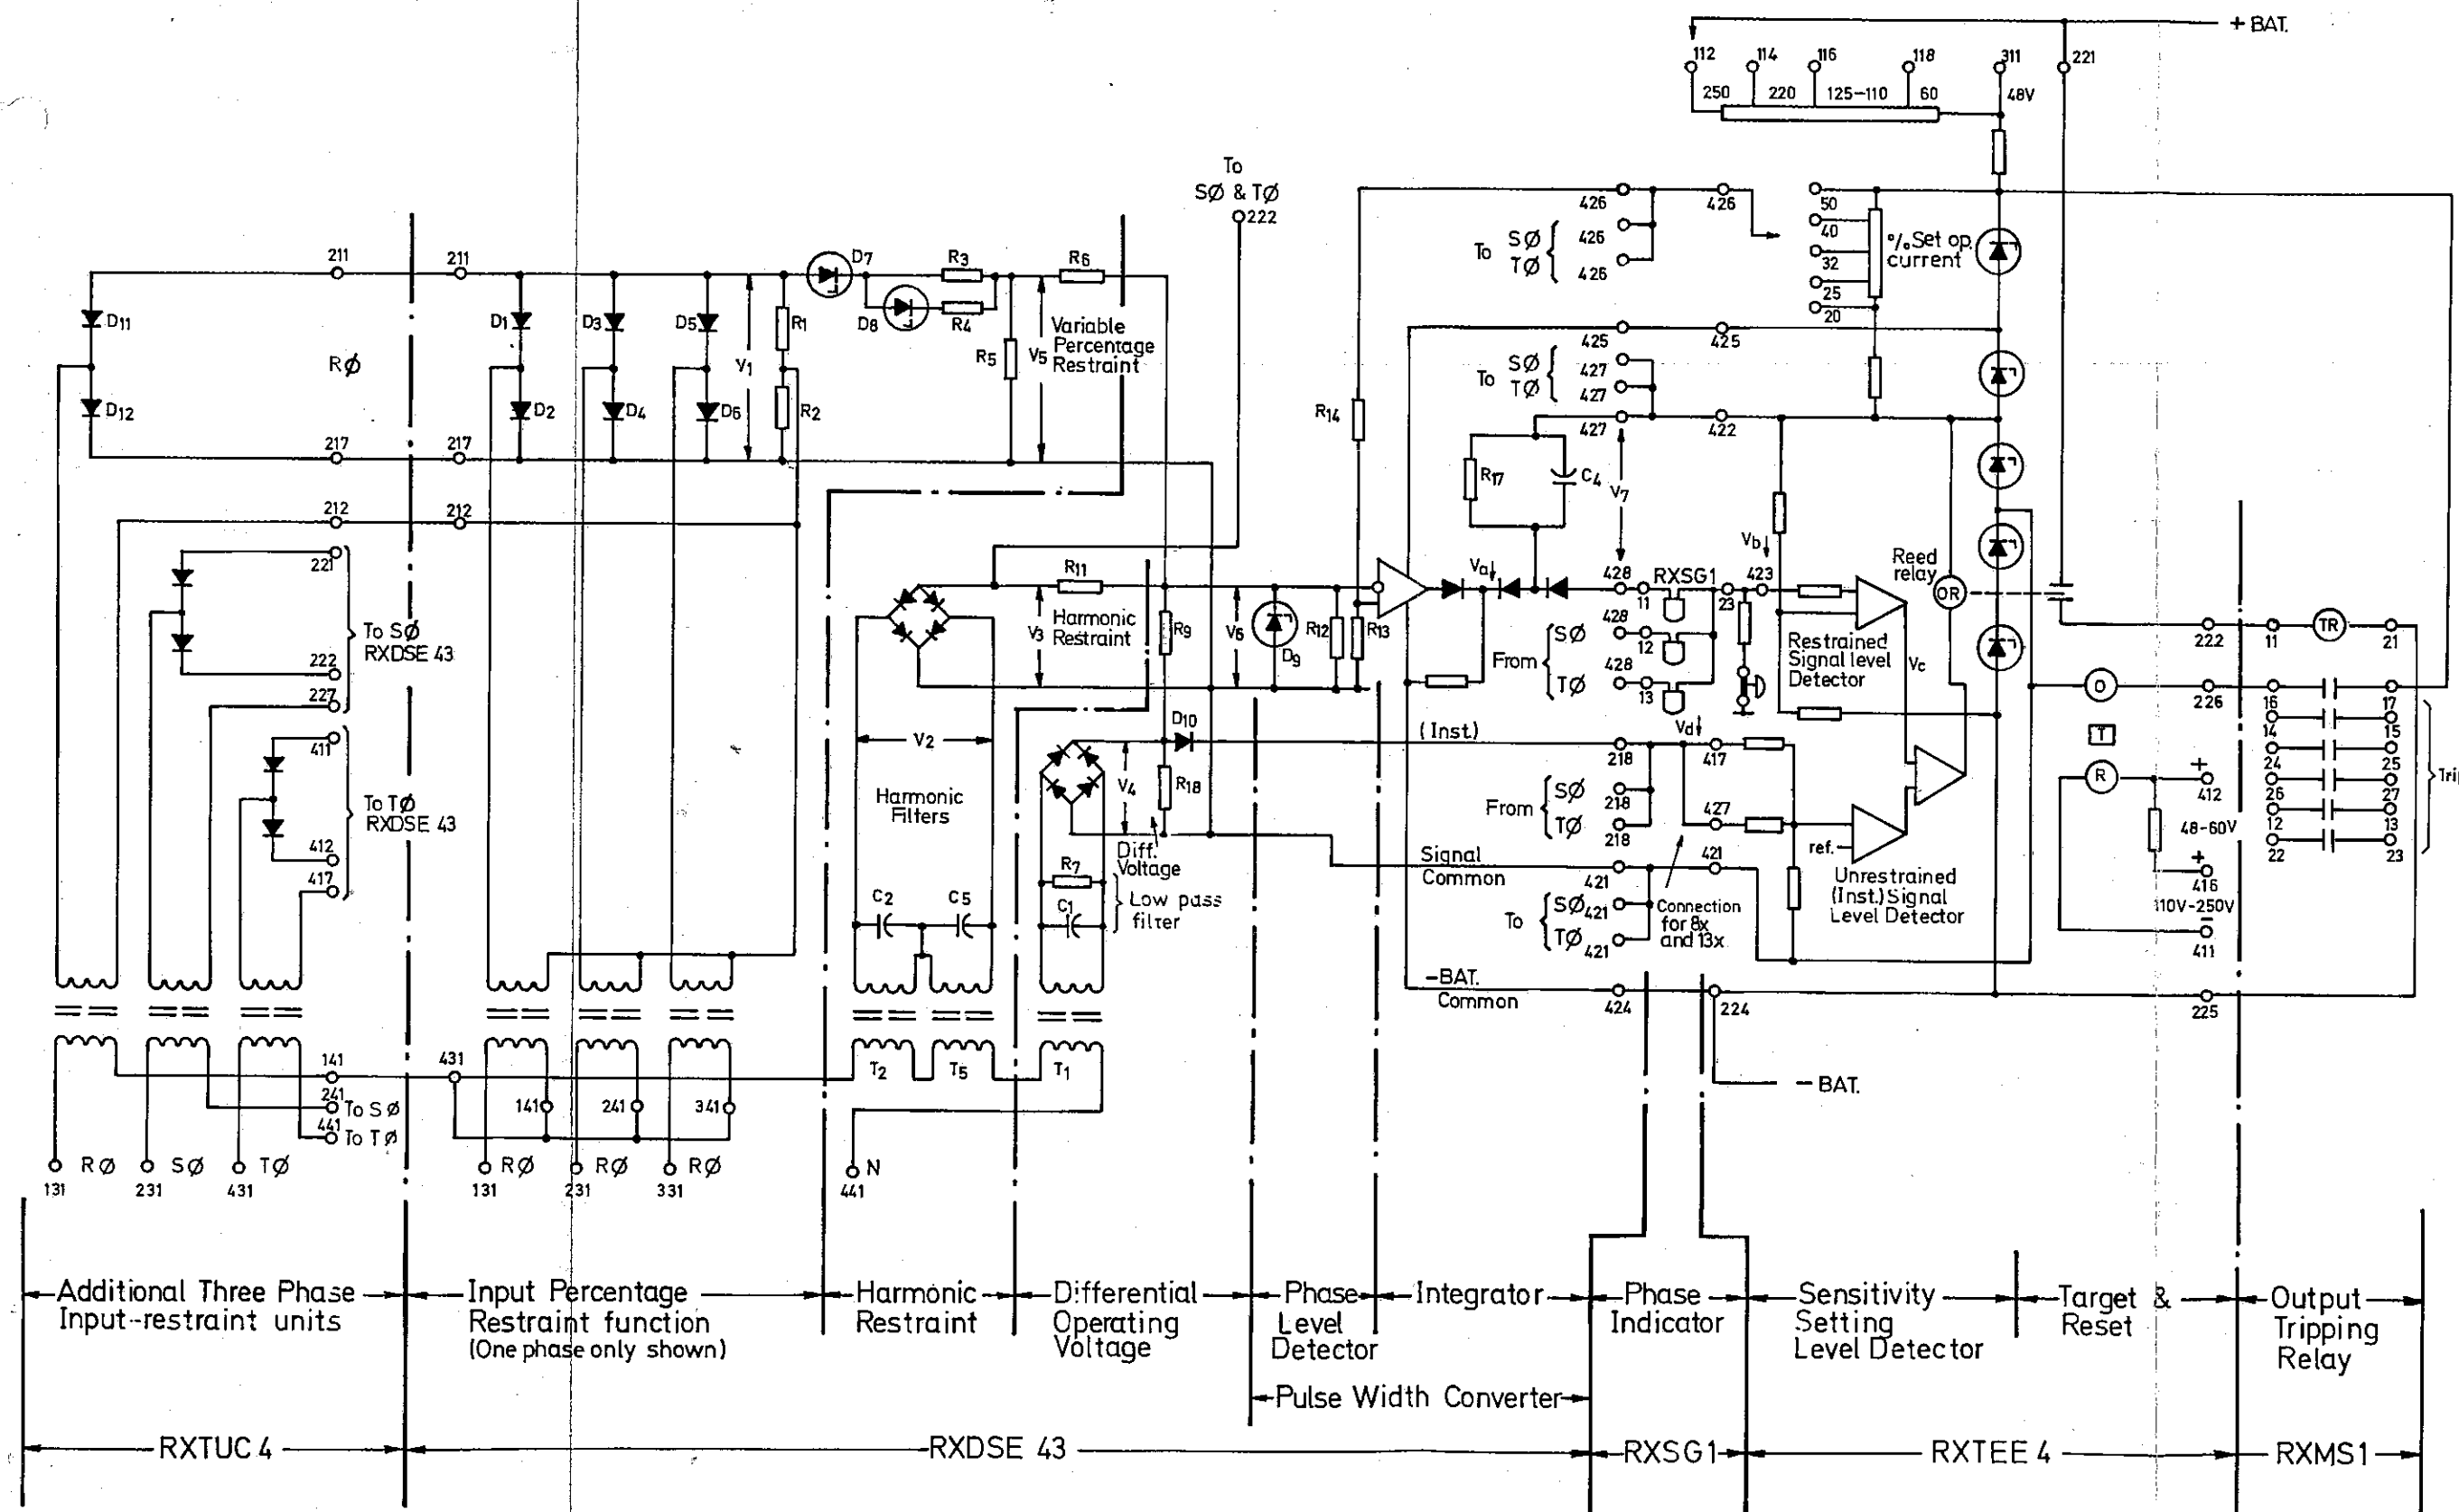 + BAT.
112 114 116 118 311 221
250 220 125-110 60 48V
To
SØ & TØ
222
426 426 50
To SØ 426
TØ 426
40
32
25
20
% Set op.
current
211 211
D7 R3 R6
D8 R4
D11 D1 D3 D5 R1
RØ
V1
R5 V5
Variable
Percentage
Restraint
D12 D2 D4 D6 R2
217 217
425 425
To SØ 427
TØ 427
R14
427 422
R17 C4 V7
212 212
221
To SØ
RXDSE 43
222
227
411
To TØ
RXDSE 43
412
417
R11
V3 Harmonic
Restraint
R9 V6 D9 R12 R13
Va 428 RXSG1 423 Vb
11 23
428 12
From SØ
428
TØ 13
Reed
relay
OR
Restrained
Signal level
Detector
Vc
222 11 TR 21
O 226 16 17
T
14 15
24 25
R
+
412 26 27
48-60V 12 13
+
416 22 23
110V-250V
-
411
Tri
V2
Harmonic
Filters
D10
V4 R18
Diff.
Voltage
(Inst.)
218 Vd 417
From SØ 218
TØ 218
427
ref.
Unrestrained
(Inst.) Signal
Level Detector
Signal
Common
421 421
To SØ 421
TØ 421
Connection
for 8x
and 13x
R7
C1
Low pass
filter
C2 C5
-BAT.
Common
424 224 225
- BAT.
T2 T5 T1
141
241 To SØ
441 To TØ
431
141 241 341
RØ SØ TØ
131 231 431
RØ RØ RØ
131 231 331
N
441
Additional Three Phase
Input-restraint units
Input Percentage
Restraint function
(One phase only shown)
Harmonic
Restraint
Differential
Operating
Voltage
Phase
Level
Detector
Integrator
Phase
Indicator
Sensitivity
Setting
Level Detector
Target &
Reset
Output
Tripping
Relay
Pulse Width Converter
RXTUC 4
RXDSE 43
RXSG1
RXTEE 4
RXMS1